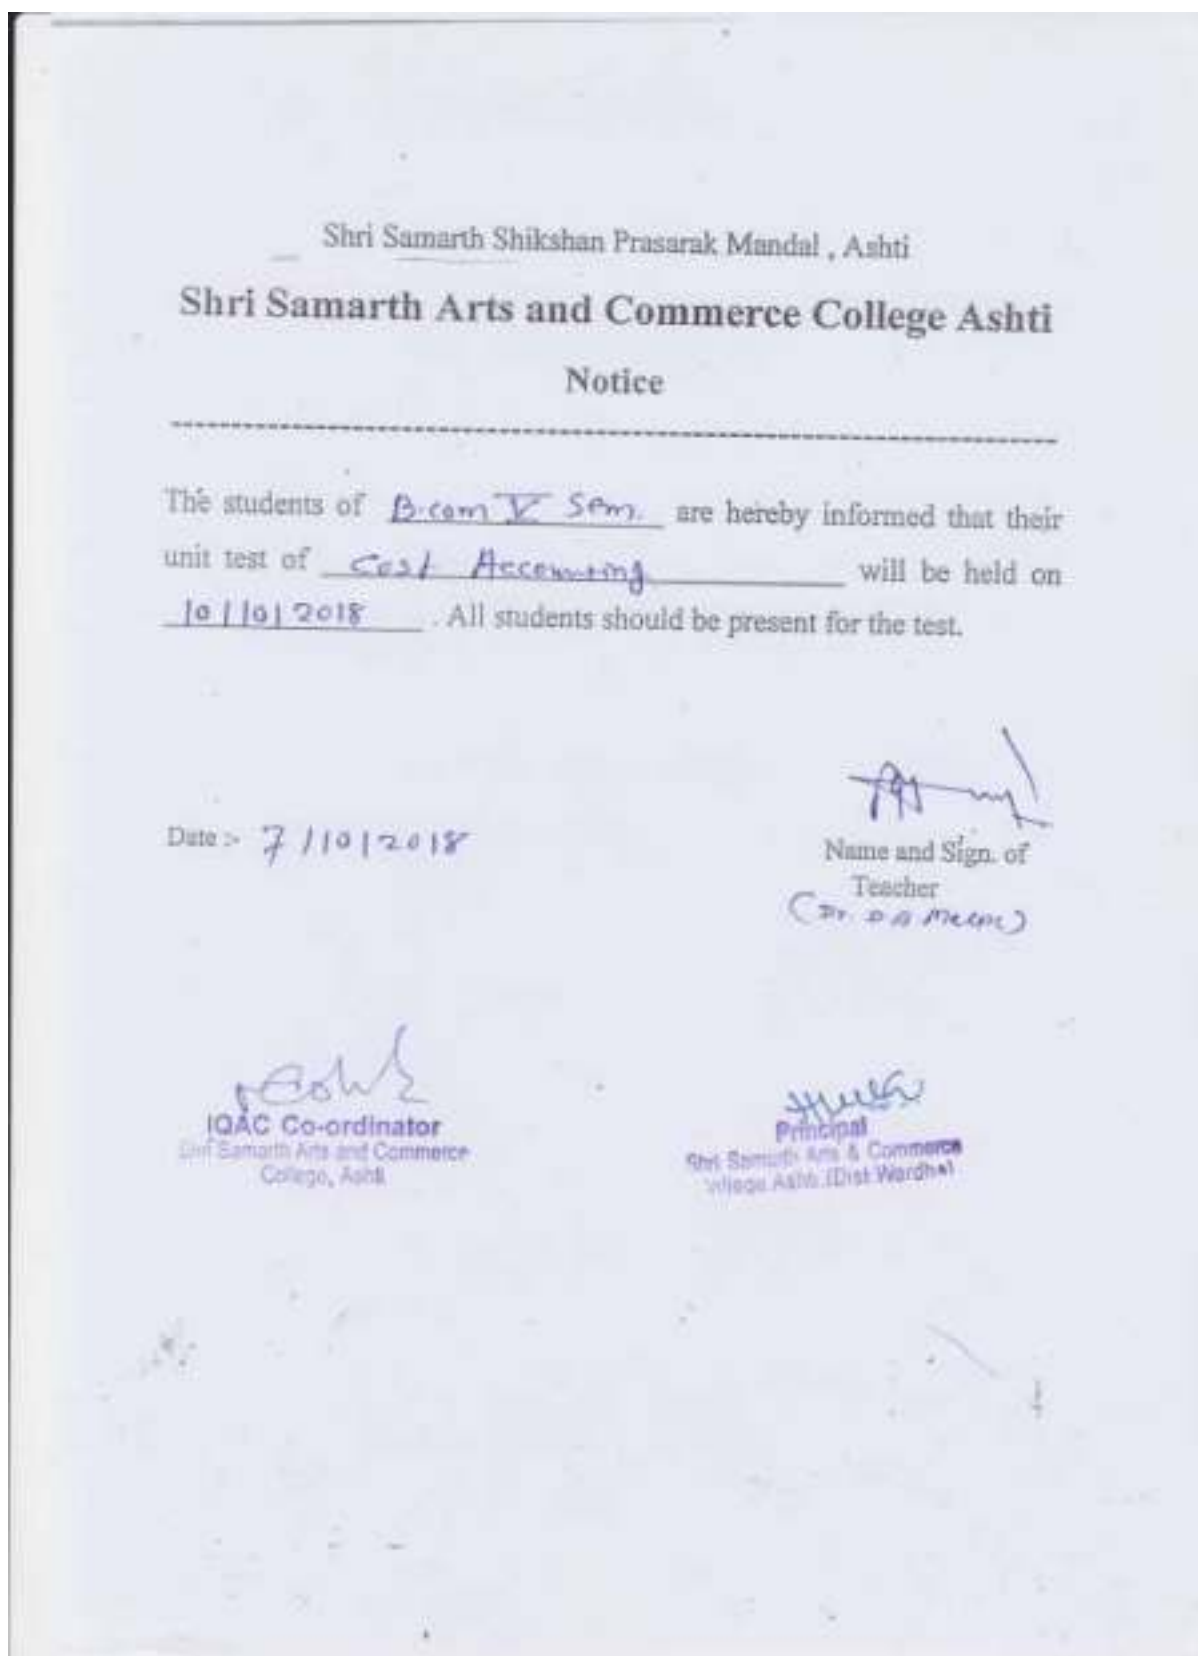 Shri Samarth Shikshan Prasarak Mandal , Ashti
Shri Samarth Arts and Commerce College Ashti
Notice
The students of B.com V Sem. are hereby informed that their
unit test of Cost Accounting will be held on
10/10/2018 . All students should be present for the test.
Date :- 7/10/2018
Name and Sign. of
Teacher
(Dr. D A
IQAC Co-ordinator
Shri Samarth Arts and Commerce
College, Ashti
Principal
Shri Samarth Arts & Commerce
College Ashti (Dist Wardha)